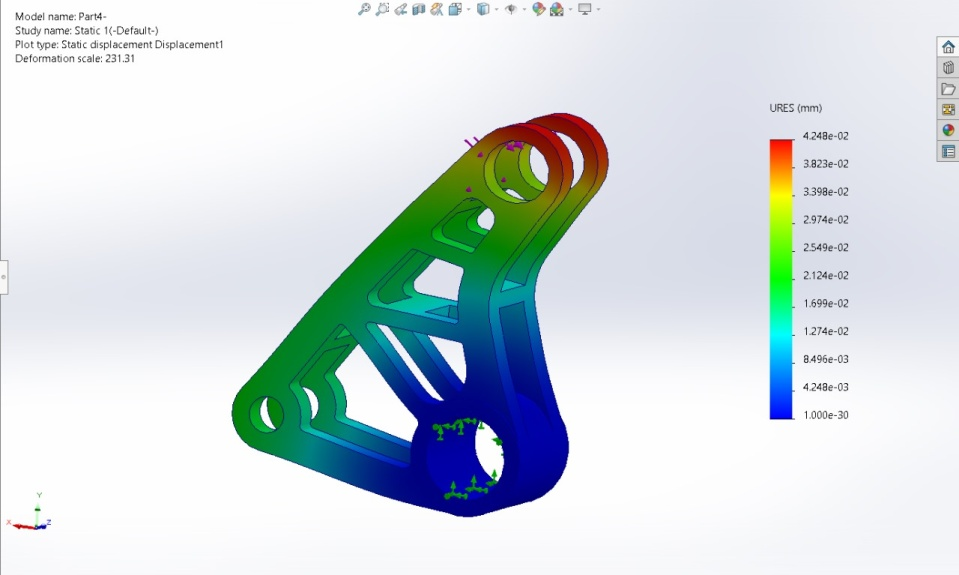 Model name: Part4-
Study name: Static 1(-Default-)
Plot type: Static displacement Displacement1
Deformation scale: 231.31
URES (mm)
4.248e-02
3.823e-02
3.398e-02
2.974e-02
2.549e-02
2.124e-02
1.699e-02
1.274e-02
8.496e-03
4.248e-03
1.000e-30
Y
X
Z